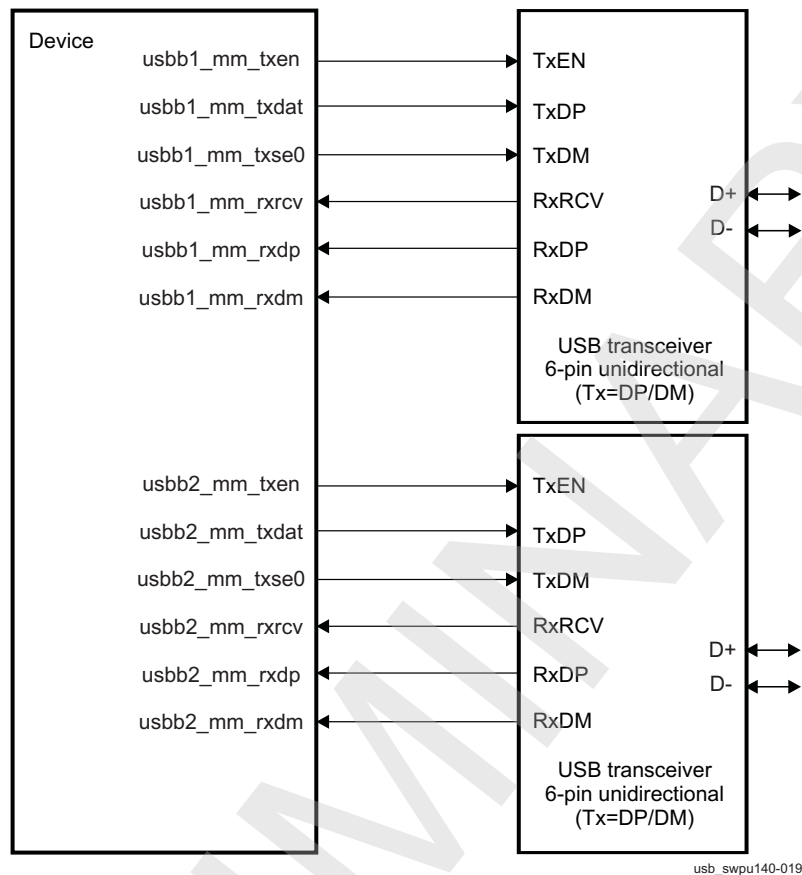 Device
usbb1_mm_txen
TxEN
usbb1_mm_txdat
TxDP
usbb1_mm_txse0
TxDM
usbb1_mm_rxrcv
RxRCV
D+
usbb1_mm_rxdp
RxDP
D-
usbb1_mm_rxdm
RxDM
USB transceiver
6-pin unidirectional
(Tx=DP/DM)
usbb2_mm_txen
TxEN
usbb2_mm_txdat
TxDP
usbb2_mm_txse0
TxDM
usbb2_mm_rxrcv
RxRCV
D+
usbb2_mm_rxdp
RxDP
D-
usbb2_mm_rxdm
RxDM
USB transceiver
6-pin unidirectional
(Tx=DP/DM)
usb_swpu140-019